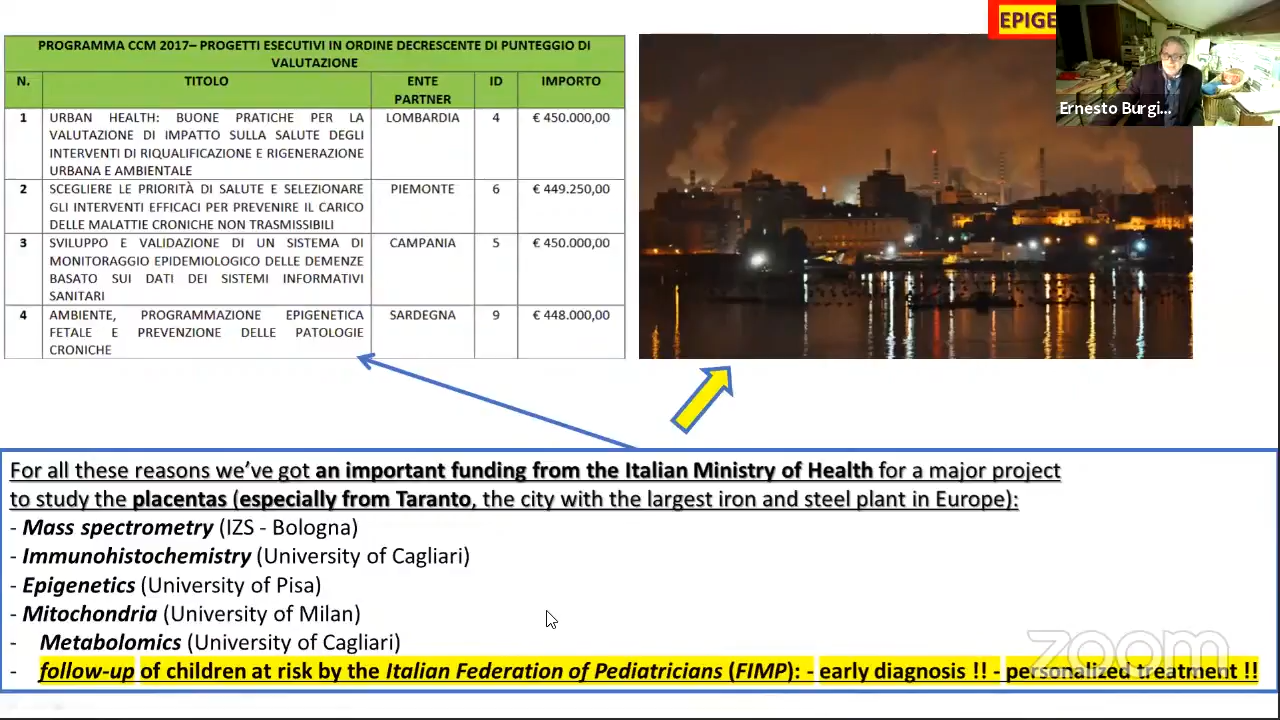 PROGRAMMA CCM 2017– PROGETTI ESECUTIVI IN ORDINE DECRESCENTE DI PUNTEGGIO DI
VALUTAZIONE
N.
TITOLO
ENTE
PARTNER
ID
IMPORTO
1
URBAN HEALTH: BUONE PRATICHE PER LA
VALUTAZIONE DI IMPATTO SULLA SALUTE DEGLI
INTERVENTI DI RIQUALIFICAZIONE E RIGENERAZIONE
URBANA E AMBIENTALE
LOMBARDIA
4
€ 450.000,00
2
SCEGLIERE LE PRIORITÀ DI SALUTE E SELEZIONARE
GLI INTERVENTI EFFICACI PER PREVENIRE IL CARICO
DELLE MALATTIE CRONICHE NON TRASMISSIBILI
PIEMONTE
6
€ 449.250,00
3
SVILUPPO E VALIDAZIONE DI UN SISTEMA DI
MONITORAGGIO EPIDEMIOLOGICO DELLE DEMENZE
BASATO SUI DATI DEI SISTEMI INFORMATIVI
SANITARI
CAMPANIA
5
€ 450.000,00
4
AMBIENTE, PROGRAMMAZIONE EPIGENETICA
FETALE E PREVENZIONE DELLE PATOLOGIE
CRONICHE
SARDEGNA
9
€ 448.000,00
EPIGE
Ernesto Burgi...
For all these reasons we've got an important funding from the Italian Ministry of Health for a major project
to study the placentas (especially from Taranto, the city with the largest iron and steel plant in Europe):
- Mass spectrometry (IZS - Bologna)
- Immunohistochemistry (University of Cagliari)
- Epigenetics (University of Pisa)
- Mitochondria (University of Milan)
- Metabolomics (University of Cagliari)
- follow-up of children at risk by the Italian Federation of Pediatricians (FIMP): - early diagnosis !! - personalized treatment !!
zoom